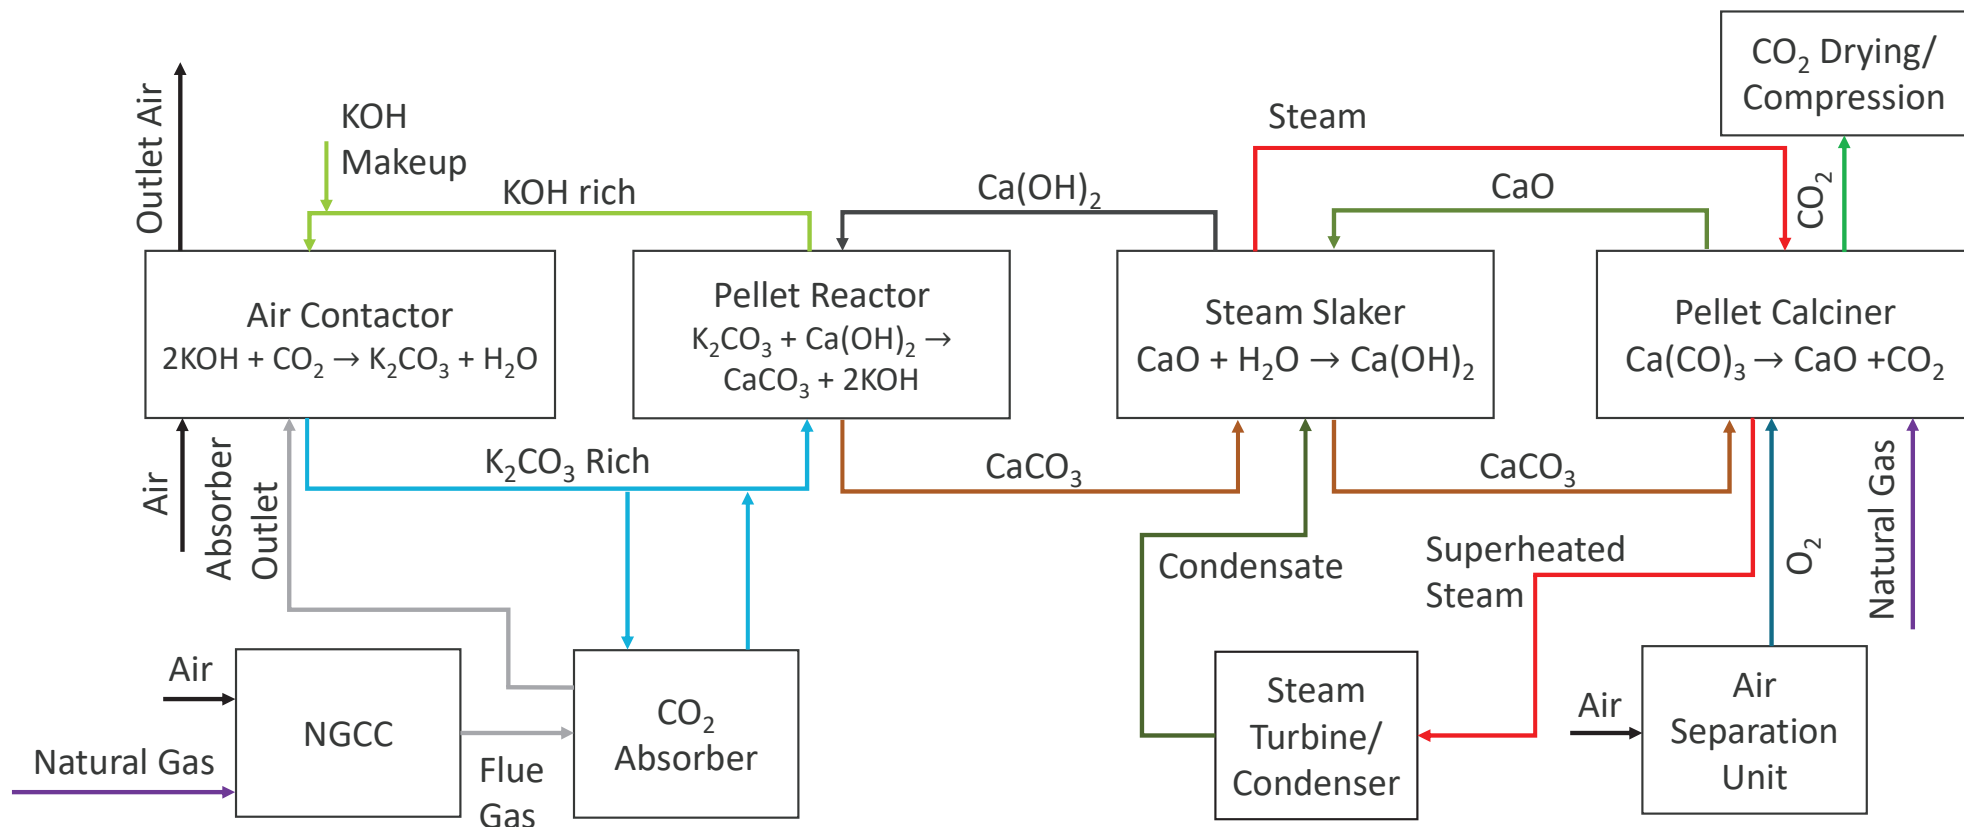 CO₂ Drying/
Compression
Outlet Air
KOH
Makeup
KOH rich
Ca(OH)₂
Steam
CaO
CO₂
Air Contactor
2KOH + CO₂ → K₂CO₃ + H₂O
Pellet Reactor
K₂CO₃ + Ca(OH)₂ →
CaCO₃ + 2KOH
Steam Slaker
CaO + H₂O → Ca(OH)₂
Pellet Calciner
Ca(CO)₃ → CaO +CO₂
Air
Absorber
Outlet
K₂CO₃ Rich
CaCO₃
CaCO₃
Condensate
Superheated
Steam
O₂
Natural Gas
Air
Natural Gas
NGCC
Flue
Gas
CO₂
Absorber
Steam
Turbine/
Condenser
Air
Air
Separation
Unit